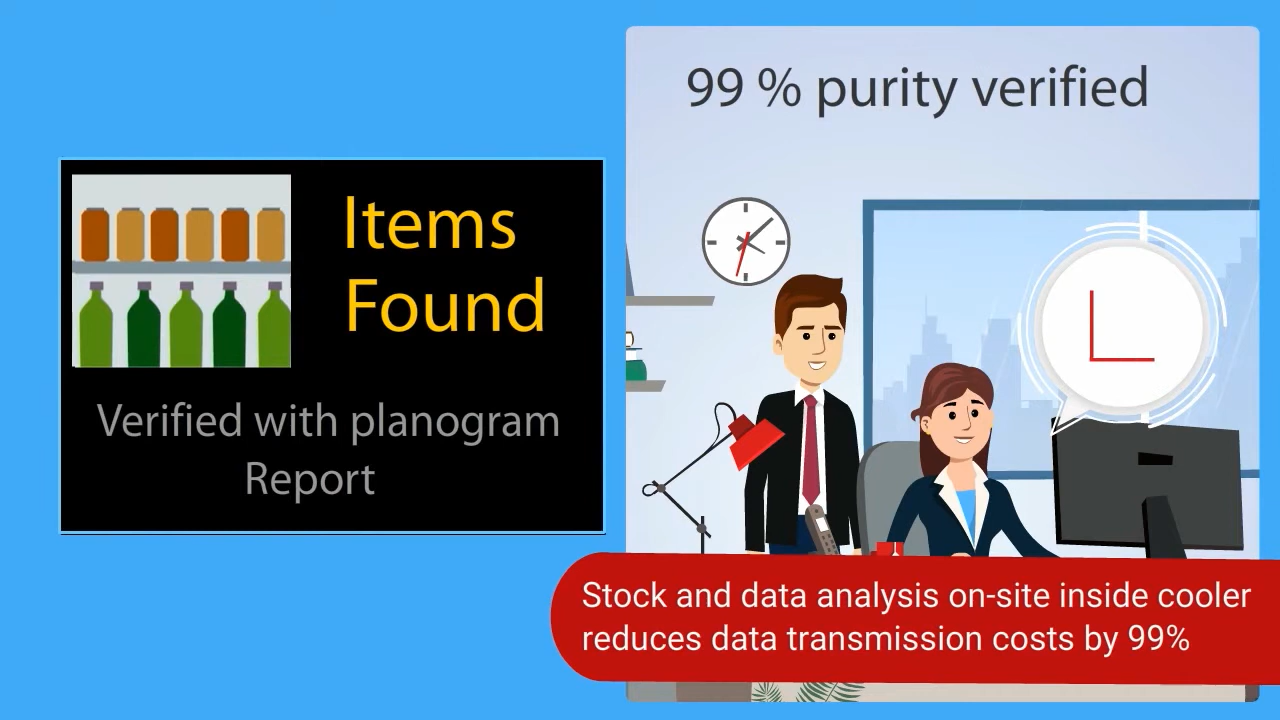 99 % purity verified
Items
Found
Verified with planogram
Report
Stock and data analysis on-site inside cooler
reduces data transmission costs by 99%